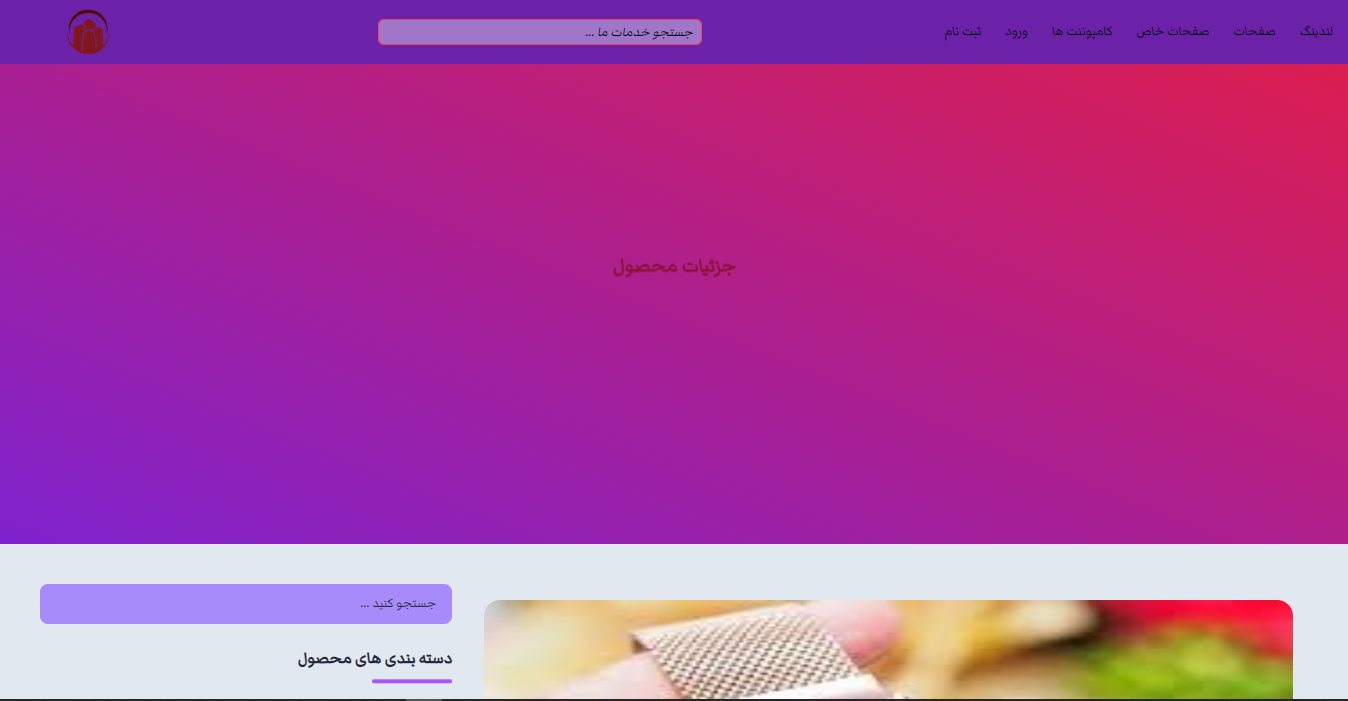 لندینگ صفحات صفحات خاص کامپوننت ها ورود ثبت نام
جستجو خدمات ما ...
جزئیات محصول
جستجو کنید ...
دسته بندی های محصول